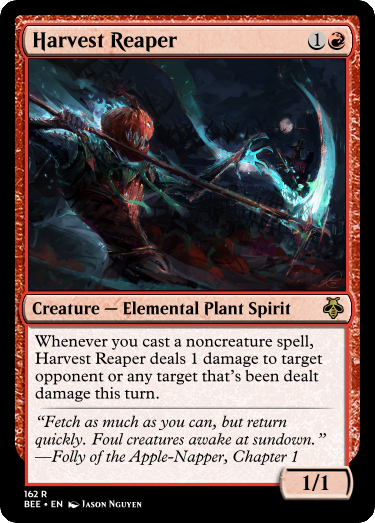 Harvest Reaper 1
Creature — Elemental Plant Spirit
Whenever you cast a noncreature spell,
Harvest Reaper deals 1 damage to target
opponent or any target that's been dealt
damage this turn.
"Fetch as much as you can, but return
quickly. Foul creatures awake at sundown."
—Folly of the Apple-Napper, Chapter 1
1/1
162 R
BEE • EN Jason Nguyen